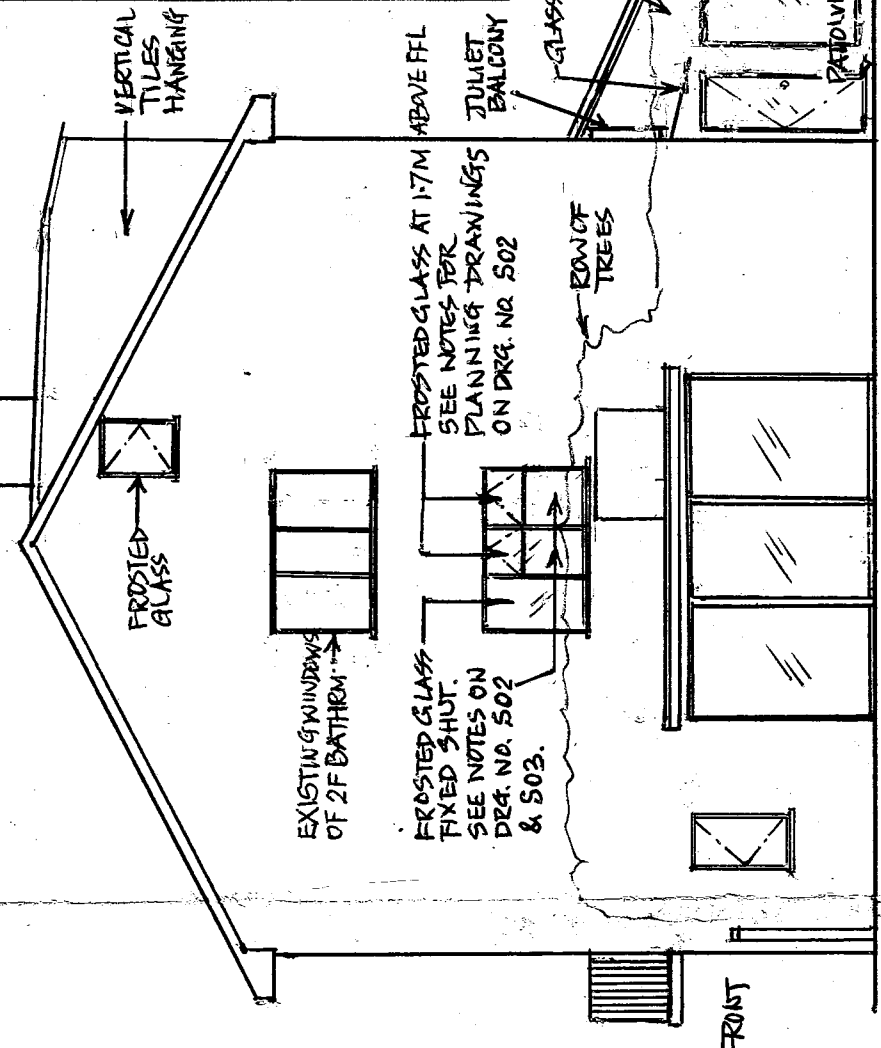 VERTICAL
TILES
HANGING
FROSTED
GLASS
EXISTING WINDOWS
OF 2F BATHRM.
FROSTED GLASS AT 1.7M ABOVE FFL
SEE NOTES FOR
PLANNING DRAWINGS
ON DRG. NO. S02
FROSTED GLASS
FIXED SHUT.
SEE NOTES ON
DRG. NO. S02
& S03.
JULIET
BALCONY
GLASS
ROW OF
TREES
RONT